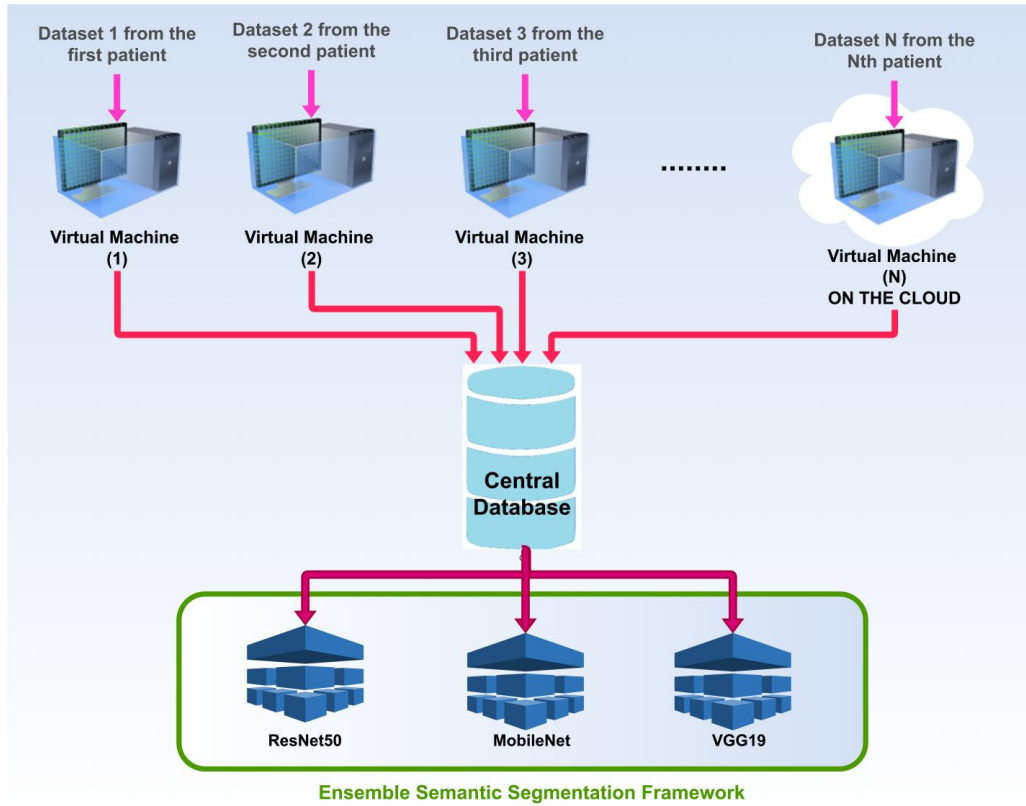 Dataset 1 from the
first patient
Dataset 2 from the
second patient
Dataset 3 from the
third patient
Dataset N from the
Nth patient
........
Virtual Machine
(1)
Virtual Machine
(2)
Virtual Machine
(3)
Virtual Machine
(N)
ON THE CLOUD
Central
Database
ResNet50
MobileNet
VGG19
Ensemble Semantic Segmentation Framework